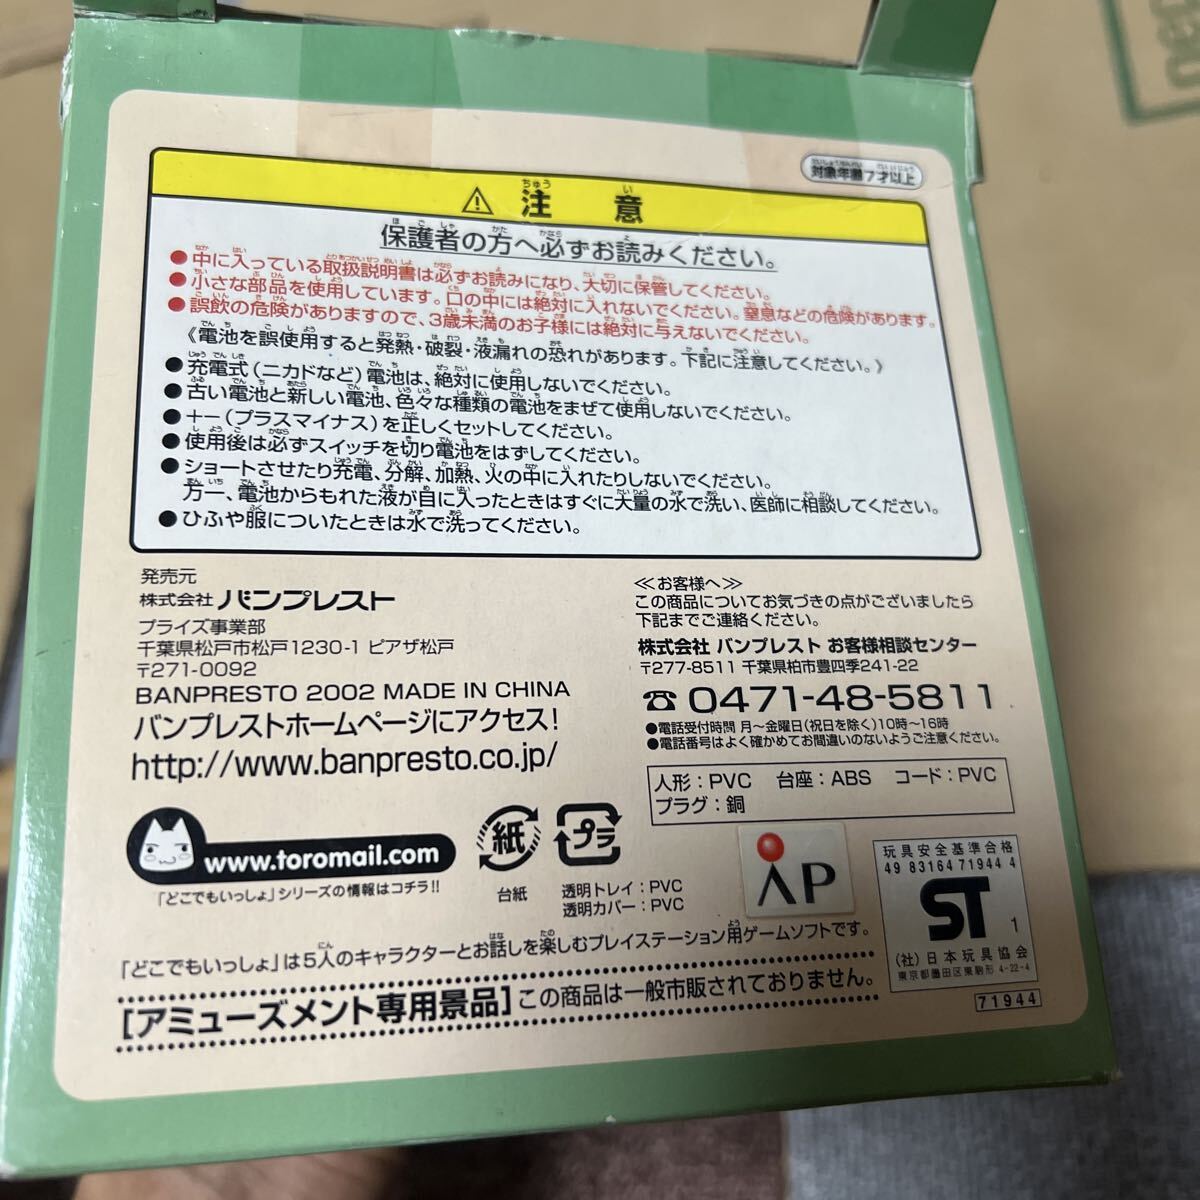 対象年齢7才以上
⚠ 注意
保護者の方へ必ずお読みください。
●中に入っている取扱説明書は必ずお読みになり、大切に保管してください。
●小さな部品を使用しています。口の中には絶対に入れないでください。窒息などの危険があります。
●誤飲の危険がありますので、3歳未満のお子様には絶対に与えないでください。
《電池を誤使用すると発熱・破裂・液漏れの恐れがあります。下記に注意してください。》
●充電式(ニカドなど)電池は、絶対に使用しないでください。
●古い電池と新しい電池、色々な種類の電池をまぜて使用しないでください。
●+−(プラスマイナス)を正しくセットしてください。
●使用後は必ずスイッチを切り電池をはずしてください。
●ショートさせたり充電、分解、加熱、火の中に入れたりしないでください。
万一、電池からもれた液が目に入ったときはすぐに大量の水で洗い、医師に相談してください。
●ひふや服についたときは水で洗ってください。
発売元
株式会社 バンプレスト
プライズ事業部
千葉県松戸市松戸1230-1 ピアザ松戸
〒271-0092
BANPRESTO 2002 MADE IN CHINA
バンプレストホームページにアクセス!
http://www.banpresto.co.jp/
≪お客様へ≫
この商品についてお気づきの点がございましたら
下記までご連絡ください。
株式会社 バンプレスト お客様相談センター
〒277-8511 千葉県柏市豊四季241-22
☎ 0471-48-5811
●電話受付時間 月〜金曜日(祝日を除く)10時〜16時
●電話番号はよく確かめてお間違いのないようご注意ください。
人形:PVC 台座:ABS コード:PVC
プラグ:銅
www.toromail.com
「どこでもいっしょ」シリーズの情報はコチラ!!
紙
台紙
プラ
透明トレイ:PVC
透明カバー:PVC
AP
玩具安全基準合格
49 83164 71944 4
ST
1
(社)日本玩具協会
東京都墨田区東駒形 4-22-4
71944
「どこでもいっしょ」は5人のキャラクターとお話しを楽しむプレイステーション用ゲームソフトです。
[アミューズメント専用景品]この商品は一般市販されておりません。